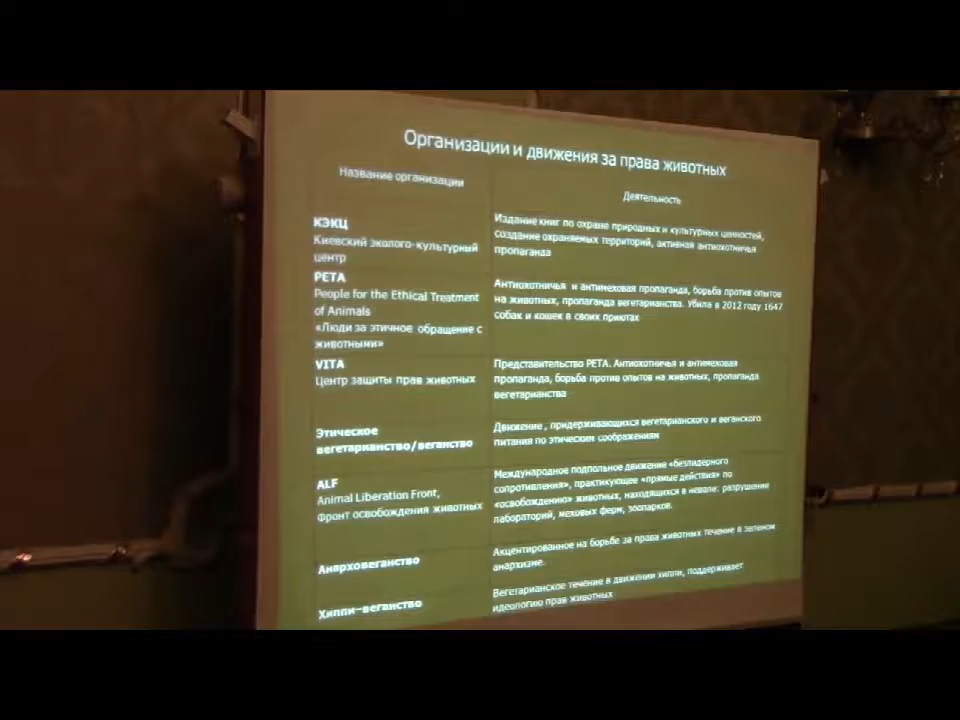 Организации и движения за права животных
Название организации
Деятельность
КЭКЦ
Киевский эколого-культурный
центр
Издание книг по охране природных и культурных ценностей,
Создание охраняемых территорий, активная антиохотничья
пропаганда
PETA
People for the Ethical Treatment
of Animals
«Люди за этичное обращение с
животными»
Антиохотничья и антимеховая пропаганда, борьба против опытов
на животных, пропаганда вегетарианства. Убила в 2012 году 1647
собак и кошек в своих приютах
VITA
Центр защиты прав животных
Представительство PETA. Антиохотничья и антимеховая
пропаганда, борьба против опытов на животных, пропаганда
вегетарианства
Этическое
вегетарианство/веганство
Движение , придерживающихся вегетарианского и веганского
питания по этическим соображениям
ALF
Animal Liberation Front,
Фронт освобождения животных
Международное подпольное движение «безлидерного
сопротивления», практикующее «прямые действия» по
«освобождению» животных, находящихся в неволе: разрушение
лабораторий, меховых ферм, зоопарков.
Анарховеганство
Акцентированное на борьбе за права животных течение в зеленом
анархизме.
Хиппи-веганство
Вегетарианское течение в движении хиппи, поддерживает
идеологию прав животных